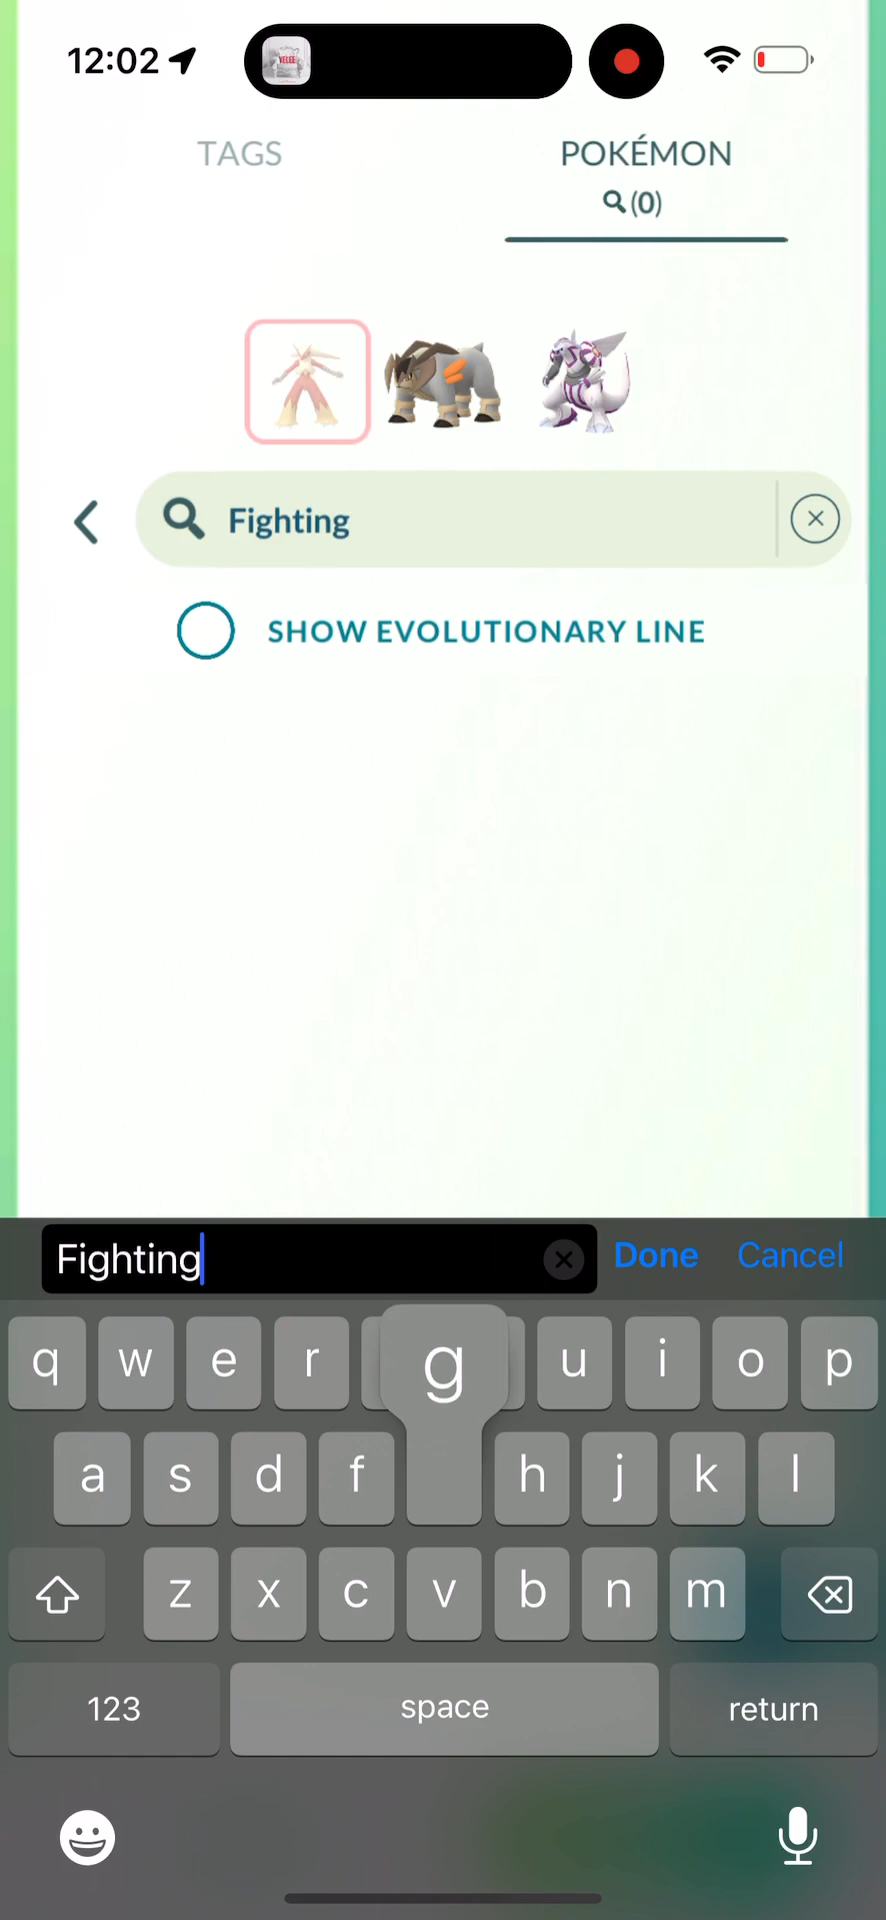 12:02
TAGS
POKÉMON
(0)
Fighting
SHOW EVOLUTIONARY LINE
Fighting
Done
Cancel
q w e r g u i o p
a s d f h j k l
z x c v b n m
123
space
return